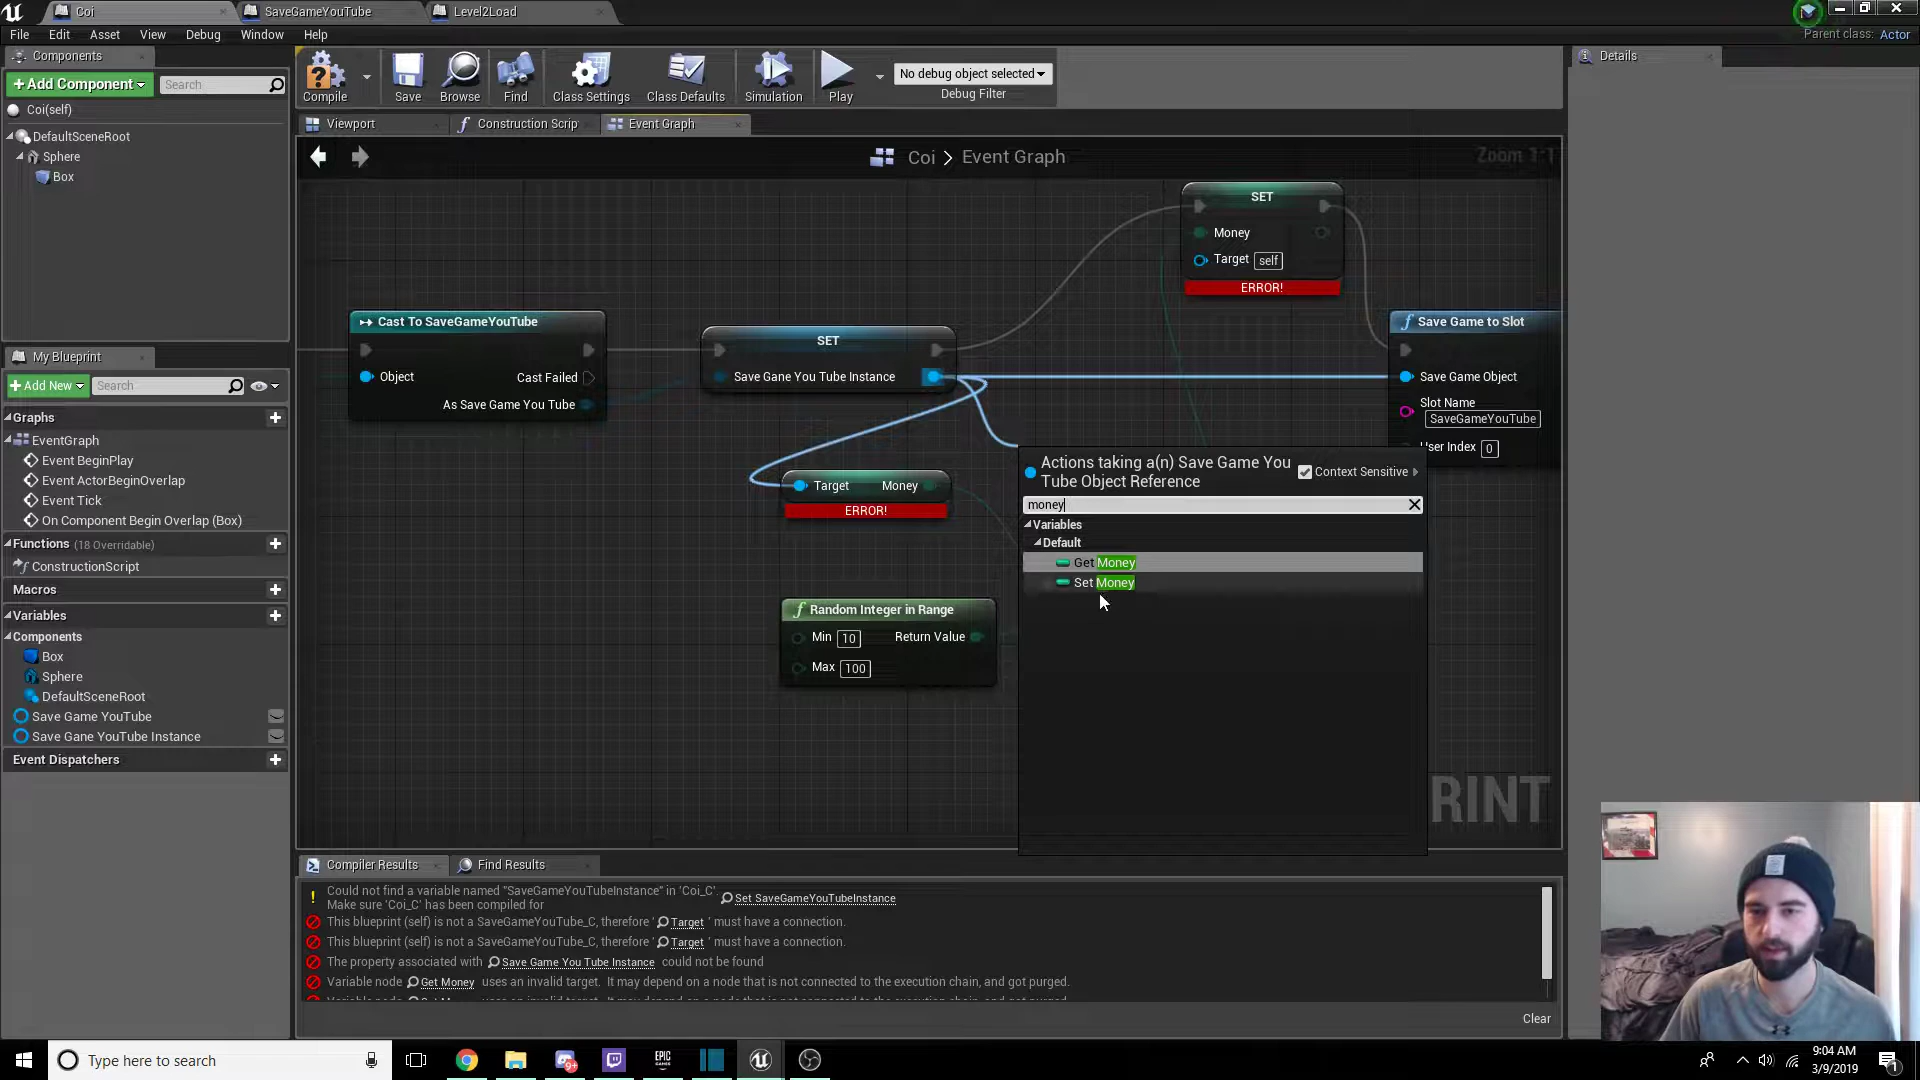 Coi
SaveGameYouTube
Level2Load
File
Edit
Asset
View
Debug
Window
Help
Parent class: Actor
Components
+Add Component
Search
Coi(self)
DefaultSceneRoot
Sphere
Box
Compile
Save
Browse
Find
Class Settings
Class Defaults
Simulation
Play
No debug object selected
Debug Filter
Details
Viewport
Construction Scrip
Event Graph
Coi > Event Graph
Zoom 1:1
Cast To SaveGameYouTube
Object
Cast Failed
As Save Game You Tube
SET
Save Gane You Tube Instance
SET
Money
Target self
ERROR!
Save Game to Slot
Save Game Object
Slot Name
SaveGameYouTube
User Index 0
Target Money
ERROR!
Random Integer in Range
Min 10 Return Value
Max 100
Actions taking a(n) Save Game You
Tube Object Reference
Context Sensitive
money
Variables
Default
Get Money
Set Money
RINT
My Blueprint
+Add New
Search
Graphs
EventGraph
Event BeginPlay
Event ActorBeginOverlap
Event Tick
On Component Begin Overlap (Box)
Functions (18 Overridable)
ConstructionScript
Macros
Variables
Components
Box
Sphere
DefaultSceneRoot
Save Game YouTube
Save Gane YouTube Instance
Event Dispatchers
Compiler Results
Find Results
Could not find a variable named "SaveGameYouTubeInstance" in 'Coi_C'.
Make sure 'Coi_C' has been compiled for
Set SaveGameYouTubeInstance
This blueprint (self) is not a SaveGameYouTube_C, therefore ' Target ' must have a connection.
This blueprint (self) is not a SaveGameYouTube_C, therefore ' Target ' must have a connection.
The property associated with Save Game You Tube Instance could not be found
Variable node Get Money uses an invalid target. It may depend on a node that is not connected to the execution chain, and got purged.
Clear
Type here to search
EPIC
GAMES
9:04 AM
3/9/2019